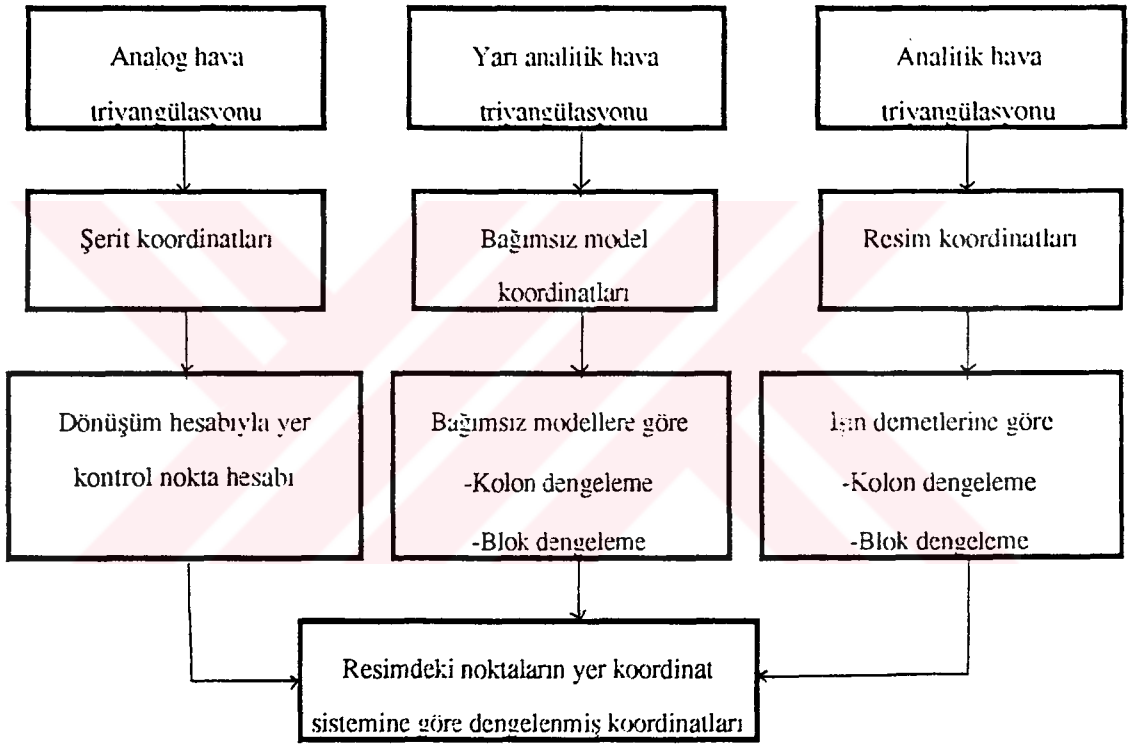 Analog hava
triyangülasyonu
Yarı analitik hava
triyangülasyonu
Analitik hava
triyangülasyonu
Şerit koordinatları
Bağımsız model
koordinatları
Resim koordinatları
Dönüşüm hesabıyla yer
kontrol nokta hesabı
Bağımsız modellere göre
-Kolon dengeleme
-Blok dengeleme
Işın demetlerine göre
-Kolon dengeleme
-Blok dengeleme
Resimdeki noktaların yer koordinat
sistemine göre dengelenmiş koordinatları